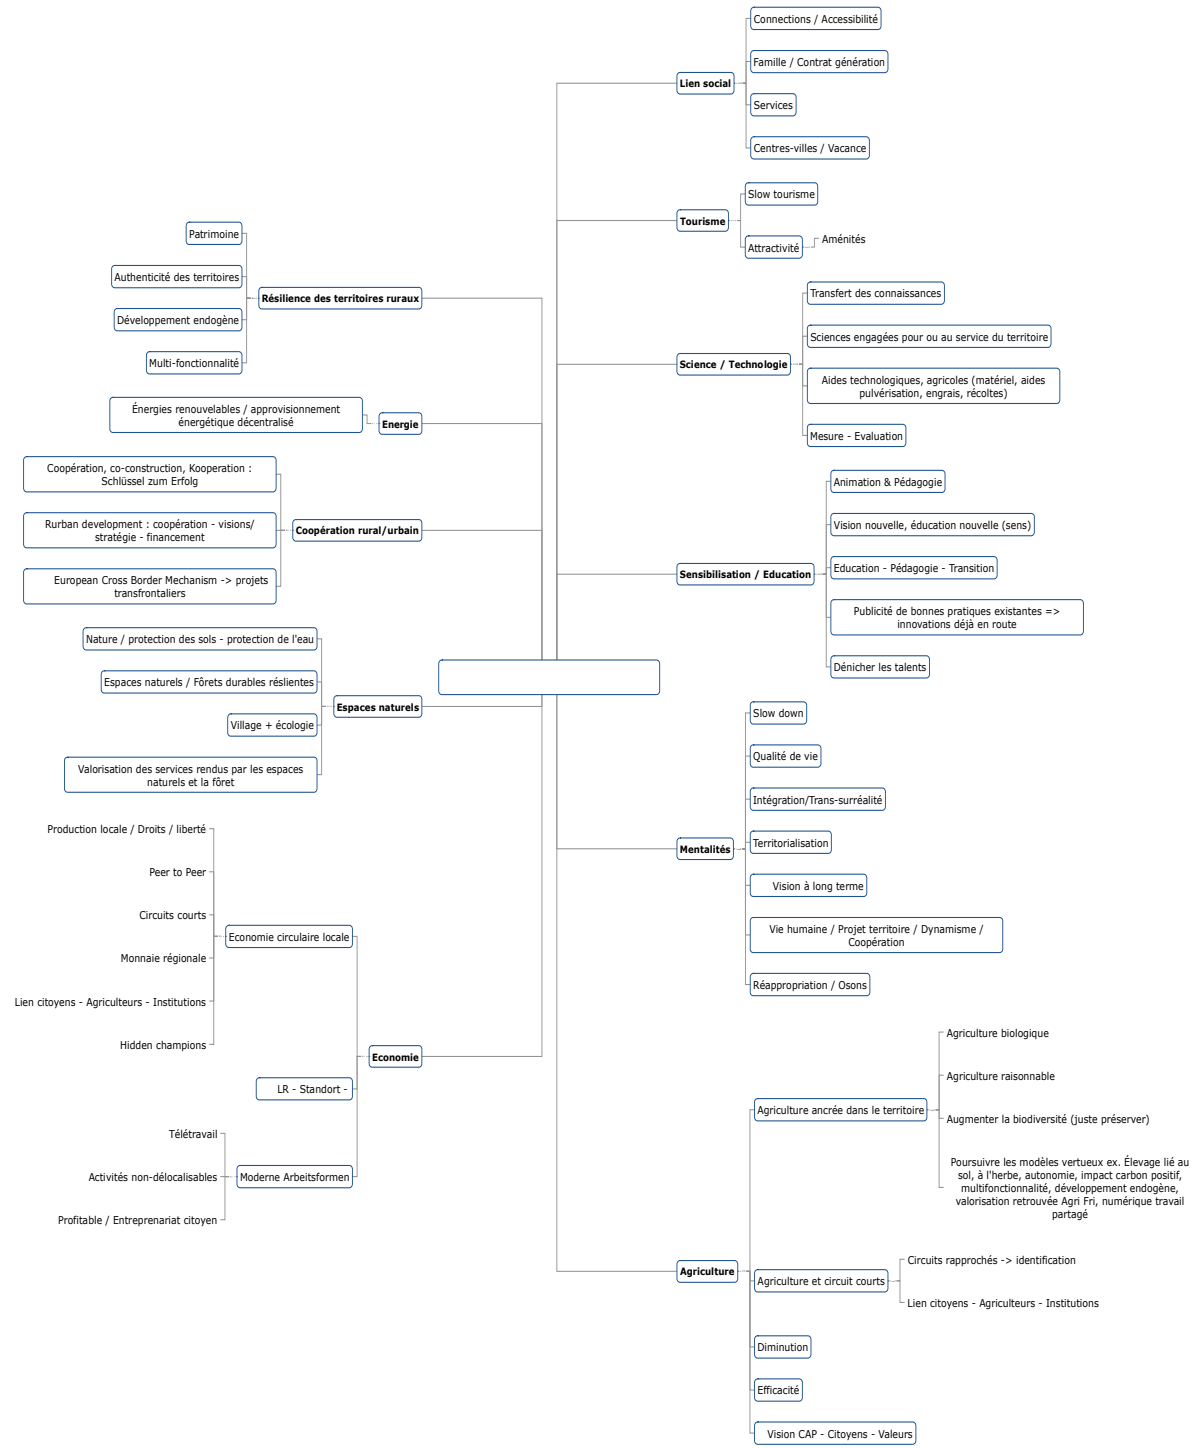 Connections / Accessibilité
Famille / Contrat génération
Lien social
Services
Centres-villes / Vacance
Slow tourisme
Tourisme
Attractivité
Aménités
Transfert des connaissances
Sciences engagées pour ou au service du territoire
Science / Technologie
Aides technologiques, agricoles (matériel, aides
pulvérisation, engrais, récoltes)
Mesure - Evaluation
Animation & Pédagogie
Vision nouvelle, éducation nouvelle (sens)
Sensibilisation / Education
Education - Pédagogie - Transition
Publicité de bonnes pratiques existantes =>
innovations déjà en route
Dénicher les talents
Slow down
Qualité de vie
Intégration/Trans-surréalité
Mentalités
Territorialisation
Vision à long terme
Vie humaine / Projet territoire / Dynamisme /
Coopération
Réappropriation / Osons
Agriculture biologique
Agriculture raisonnable
Agriculture ancrée dans le territoire
Augmenter la biodiversité (juste préserver)
Poursuivre les modèles vertueux ex. Élevage lié au
sol, à l'herbe, autonomie, impact carbon positif,
multifonctionnalité, développement endogène,
valorisation retrouvée Agri Fri, numérique travail
partagé
Agriculture
Agriculture et circuit courts
Circuits rapprochés -> identification
Lien citoyens - Agriculteurs - Institutions
Diminution
Efficacité
Vision CAP - Citoyens - Valeurs
Patrimoine
Authenticité des territoires
Résilience des territoires ruraux
Développement endogène
Multi-fonctionnalité
Énergies renouvelables / approvisionnement
énergétique décentralisé
Energie
Coopération, co-construction, Kooperation :
Schlüssel zum Erfolg
Rurban development : coopération - visions/
stratégie - financement
Coopération rural/urbain
European Cross Border Mechanism -> projets
transfrontaliers
Nature / protection des sols - protection de l'eau
Espaces naturels / Fôrets durables réslientes
Espaces naturels
Village + écologie
Valorisation des services rendus par les espaces
naturels et la fôret
Production locale / Droits / liberté
Peer to Peer
Circuits courts
Economie circulaire locale
Monnaie régionale
Lien citoyens - Agriculteurs - Institutions
Hidden champions
Economie
LR - Standort -
Télétravail
Activités non-délocalisables
Moderne Arbeitsformen
Profitable / Entreprenariat citoyen